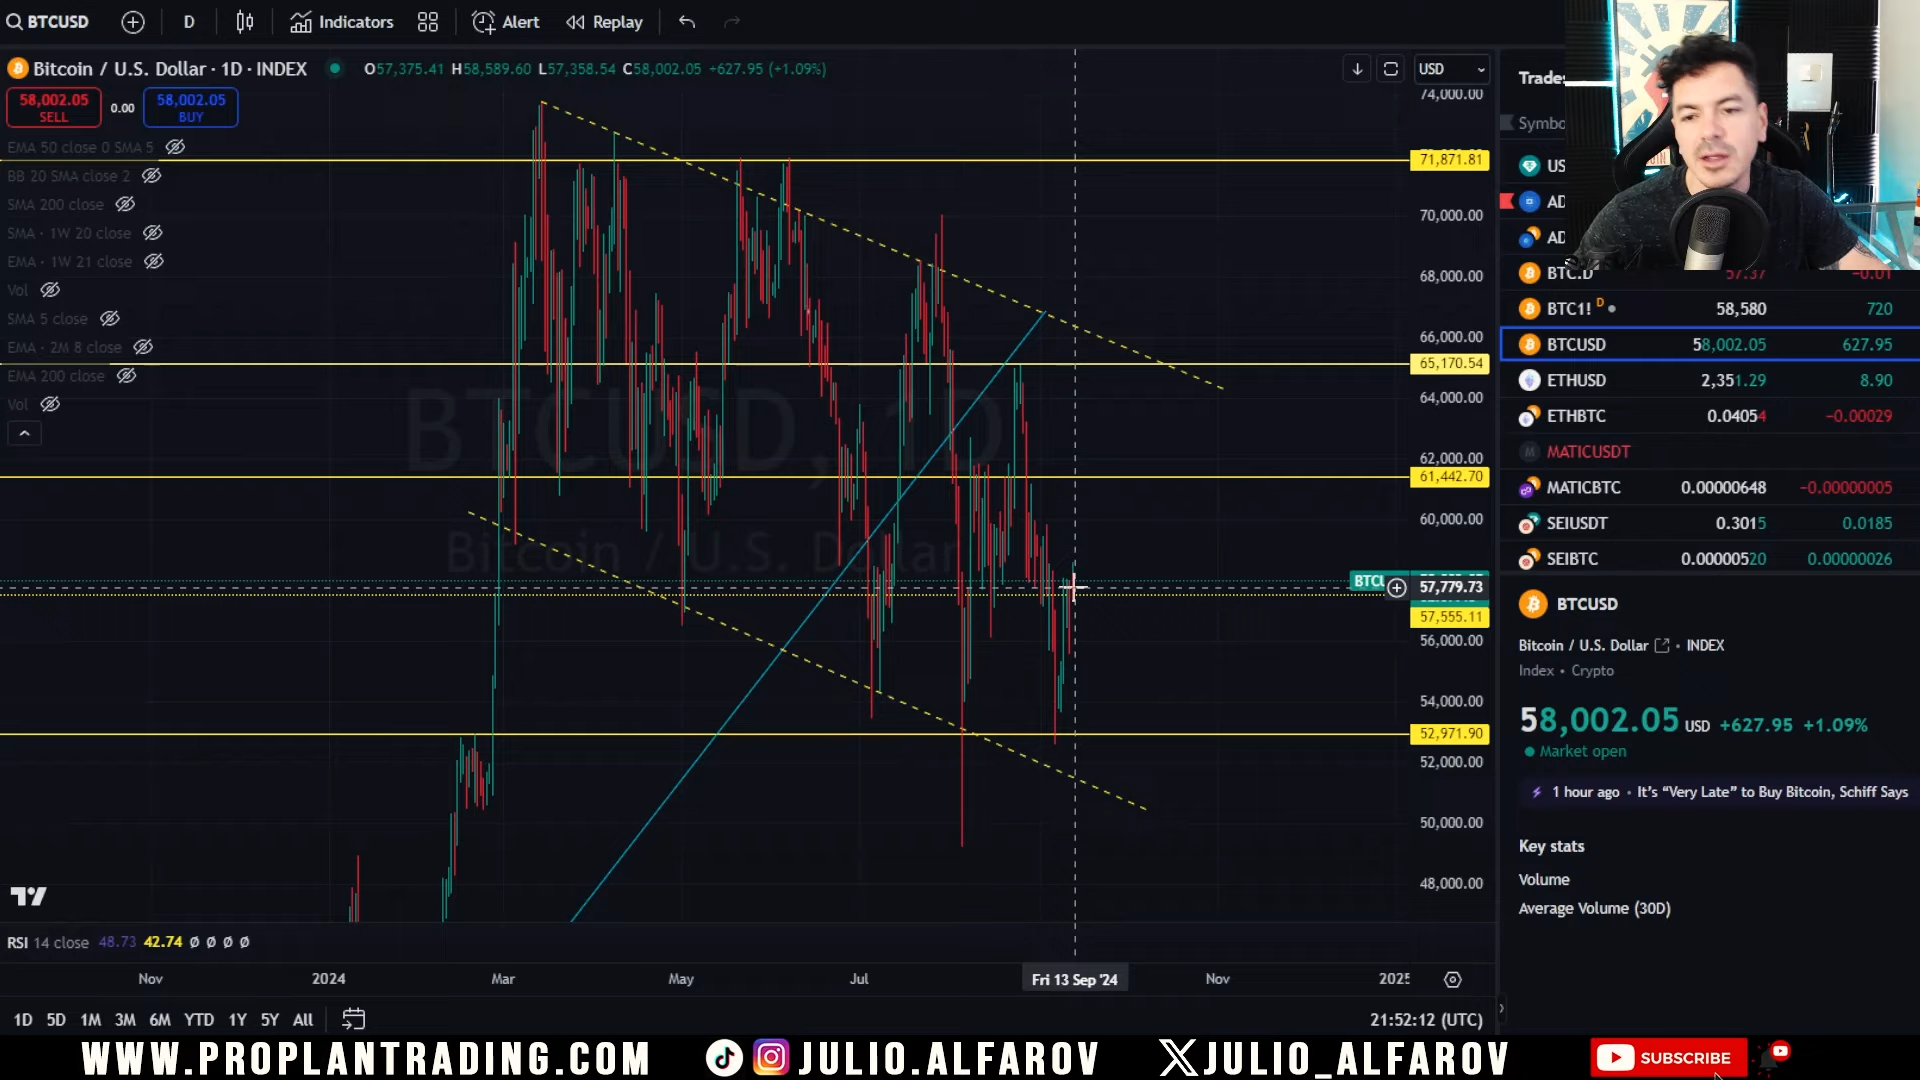 BTCUSD D Indicators Alert Replay
Bitcoin / U.S. Dollar · 1D · INDEX O57,375.41 H58,589.60 L57,358.54 C58,002.05 +627.95 (+1.09%)
USD
58,002.05 SELL 0.00 58,002.05 BUY
EMA 50 close 0 SMA 5
BB 20 SMA close 2
SMA 200 close
SMA · 1W 20 close
EMA · 1W 21 close
Vol
SMA 5 close
EMA · 2M 8 close
EMA 200 close
Vol
BTCUSD, 1D
Bitcoin / U.S. Dollar
74,000.00
71,871.81
70,000.00
68,000.00
66,000.00
65,170.54
64,000.00
62,000.00
61,442.70
60,000.00
57,779.73
57,555.11
56,000.00
54,000.00
52,971.90
52,000.00
50,000.00
48,000.00
RSI 14 close 48.73 42.74 Ø Ø Ø Ø
Nov 2024 Mar May Jul Fri 13 Sep '24 Nov 2025
1D 5D 1M 3M 6M YTD 1Y 5Y All
21:52:12 (UTC)
Symbo
US
AD
AD
BTC.D 57.37 −0.01
BTC1! D 58,580 720
BTCUSD 58,002.05 627.95
ETHUSD 2,351.29 8.90
ETHBTC 0.04054 −0.00029
MATICUSDT
MATICBTC 0.00000648 −0.00000005
SEIUSDT 0.3015 0.0185
SEIBTC 0.00000520 0.00000026
BTCUSD
Bitcoin / U.S. Dollar · INDEX
Index · Crypto
58,002.05 USD +627.95 +1.09%
Market open
1 hour ago · It's “Very Late” to Buy Bitcoin, Schiff Says
Key stats
Volume
Average Volume (30D)
WWW.PROPLANTRADING.COM JULIO.ALFAROV JULIO_ALFAROV SUBSCRIBE